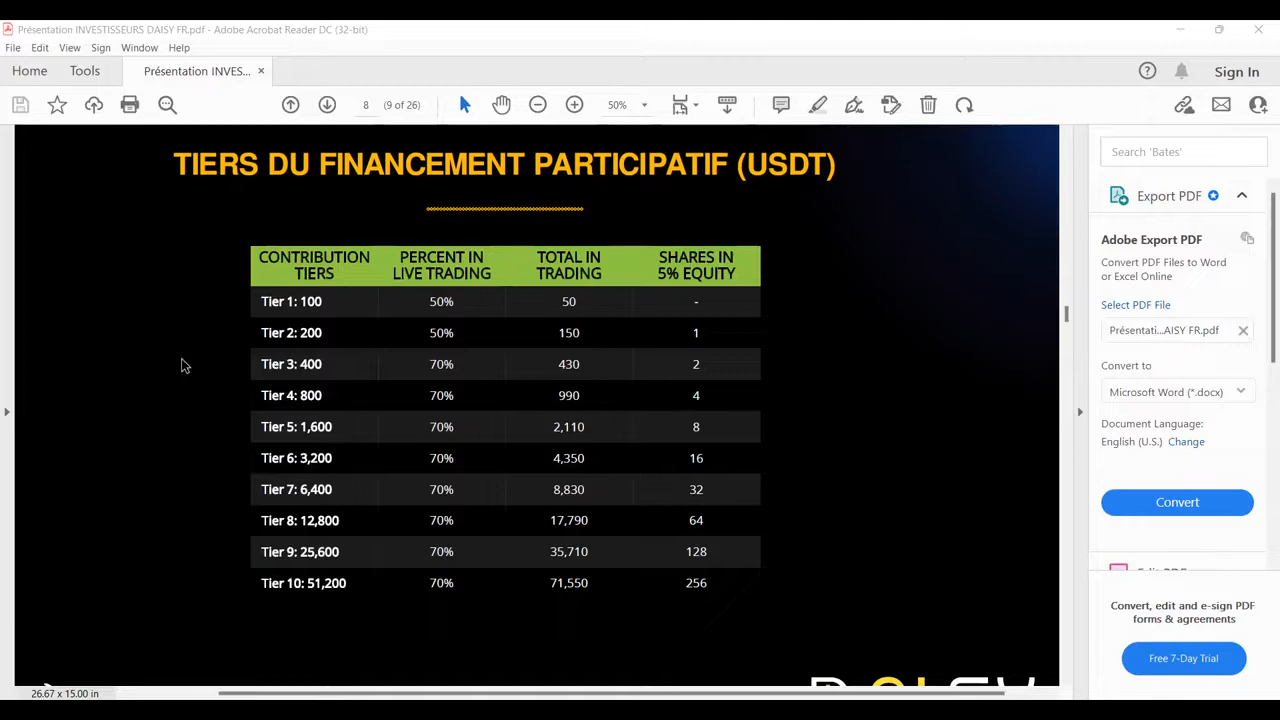 Présentation INVESTISSEURS DAISY FR.pdf - Adobe Acrobat Reader DC (32-bit)
File Edit View Sign Window Help
Home Tools Présentation INVES... × Sign In
8 (9 of 26) 50%
TIERS DU FINANCEMENT PARTICIPATIF (USDT)
CONTRIBUTION TIERS PERCENT IN LIVE TRADING TOTAL IN TRADING SHARES IN 5% EQUITY
Tier 1: 100 50% 50 -
Tier 2: 200 50% 150 1
Tier 3: 400 70% 430 2
Tier 4: 800 70% 990 4
Tier 5: 1,600 70% 2,110 8
Tier 6: 3,200 70% 4,350 16
Tier 7: 6,400 70% 8,830 32
Tier 8: 12,800 70% 17,790 64
Tier 9: 25,600 70% 35,710 128
Tier 10: 51,200 70% 71,550 256
26.67 x 15.00 in
Search 'Bates'
Export PDF
Adobe Export PDF
Convert PDF Files to Word
or Excel Online
Select PDF File
Présentati...AISY FR.pdf
Convert to
Microsoft Word (*.docx)
Document Language:
English (U.S.) Change
Convert
Convert, edit and e-sign PDF
forms & agreements
Free 7-Day Trial